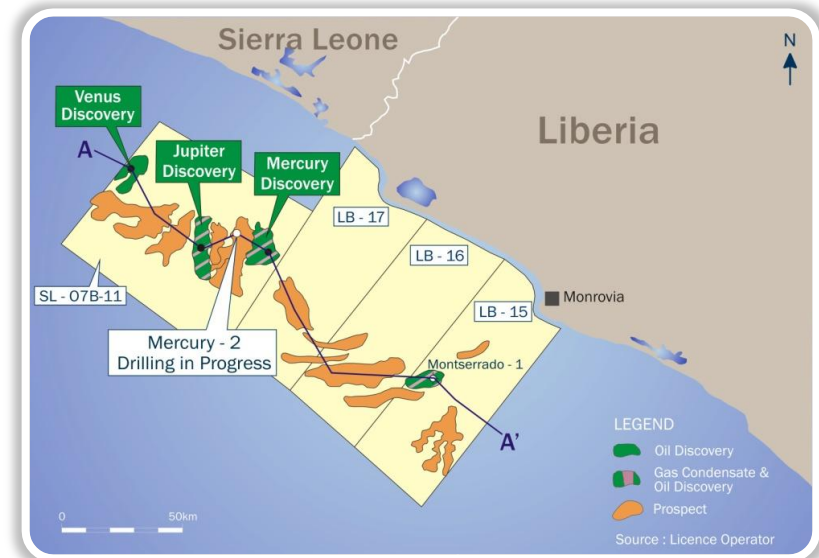 Sierra Leone
N
Venus
Discovery
Liberia
A
Jupiter
Discovery
Mercury
Discovery
LB - 17
LB - 16
SL - 07B-11
LB - 15
Monrovia
Mercury - 2
Drilling in Progress
Montserrado - 1
A'
LEGEND
Oil Discovery
Gas Condensate &
Oil Discovery
Prospect
0 50km
Source : Licence Operator